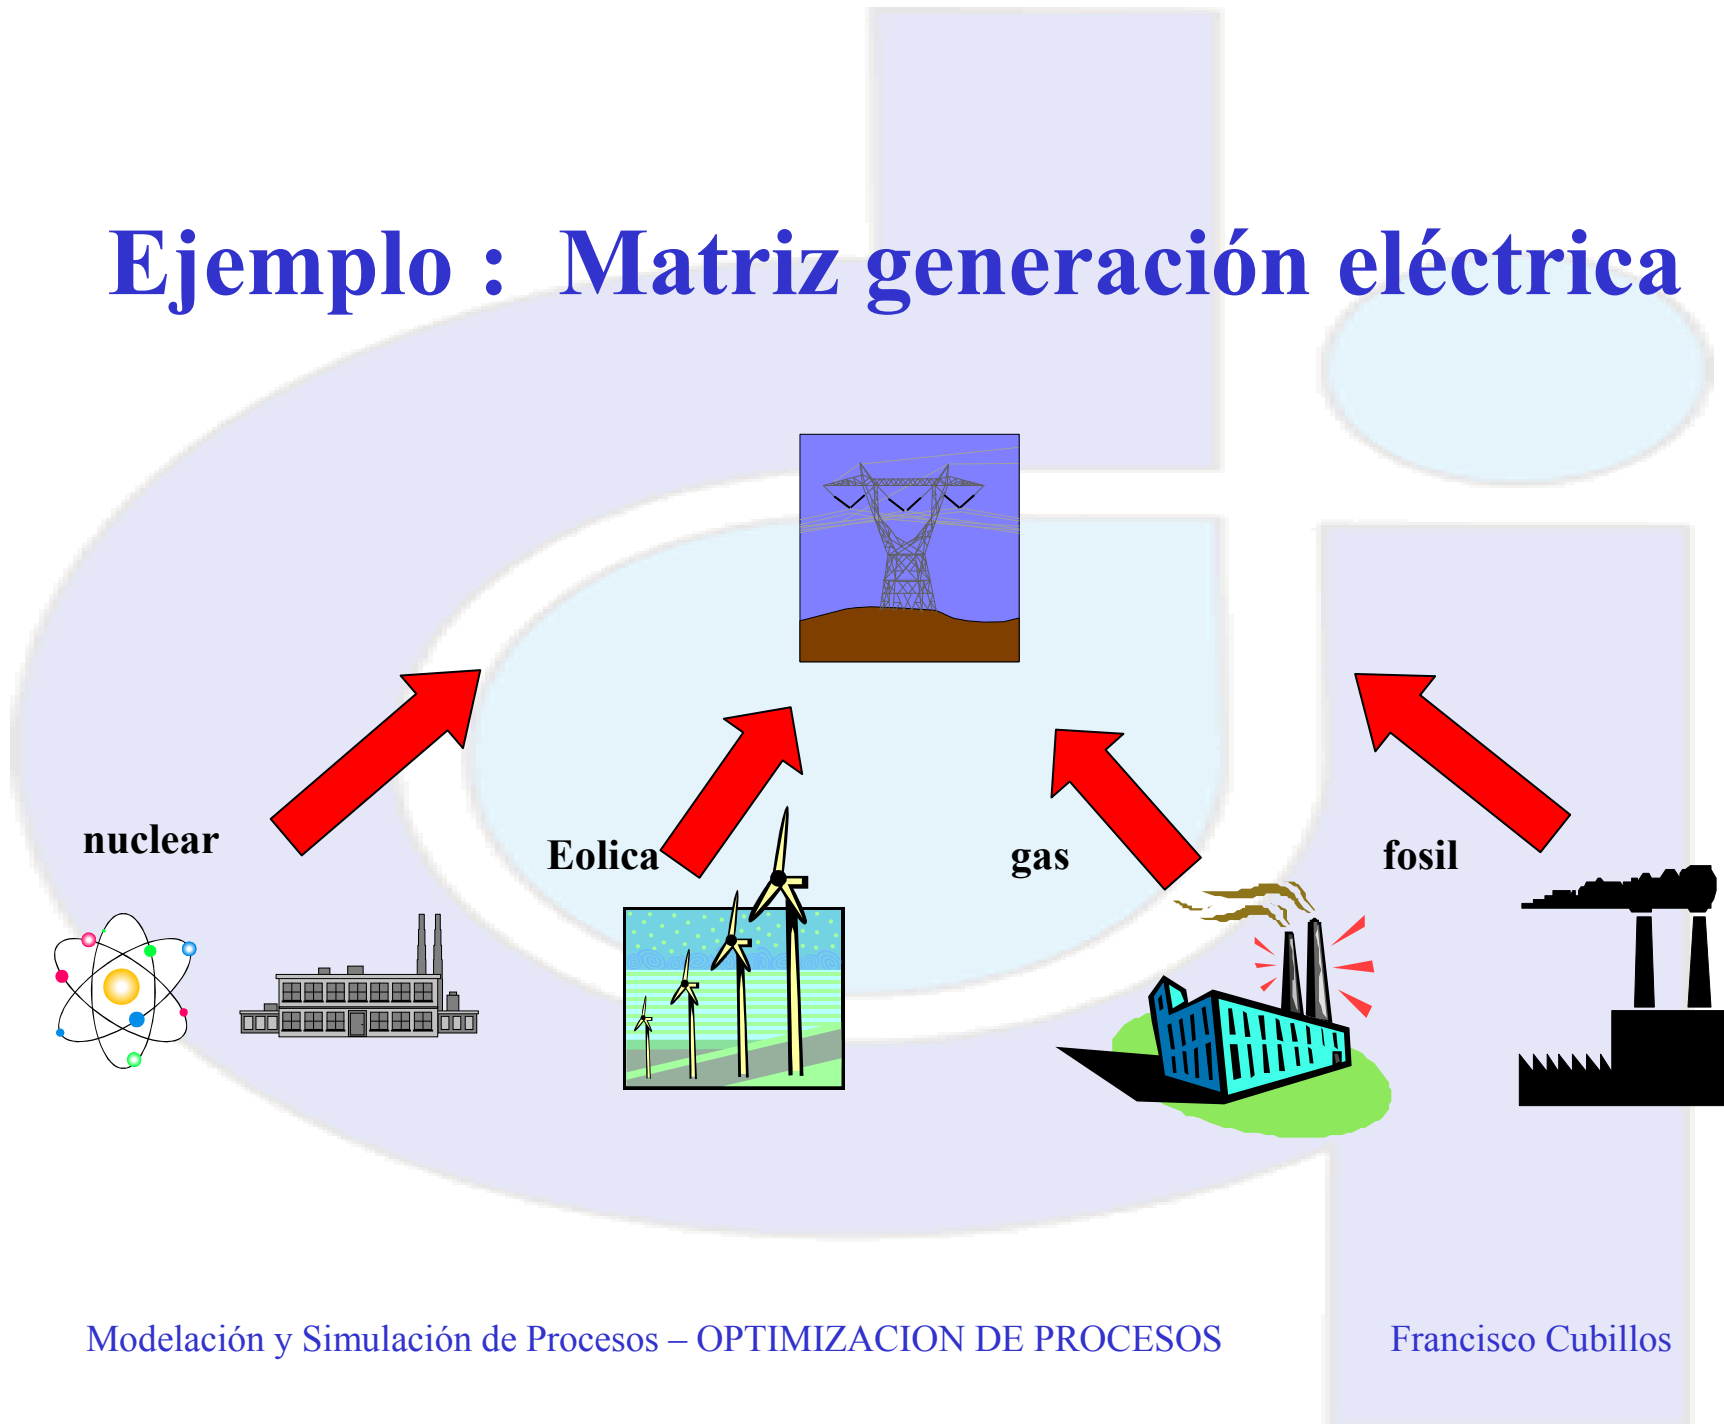 Ejemplo : Matriz generación eléctrica
nuclear
Eolica
gas
fosil
Modelación y Simulación de Procesos – OPTIMIZACION DE PROCESOS
Francisco Cubillos